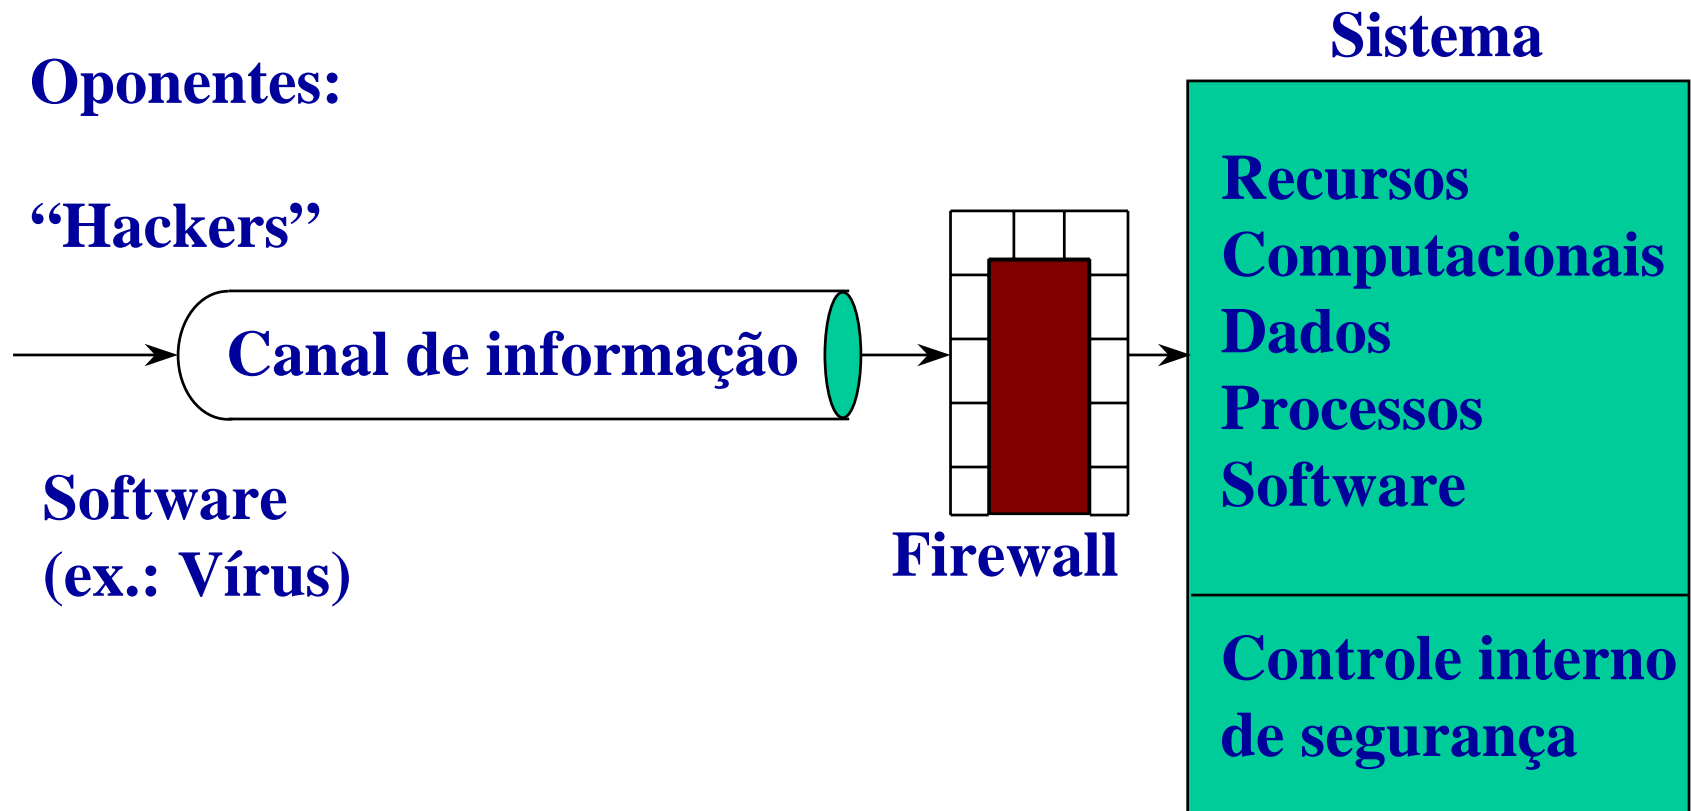 Sistema
Oponentes:
“Hackers”
Canal de informação
Software
(ex.: Vírus)
Firewall
Recursos
Computacionais
Dados
Processos
Software
Controle interno
de segurança